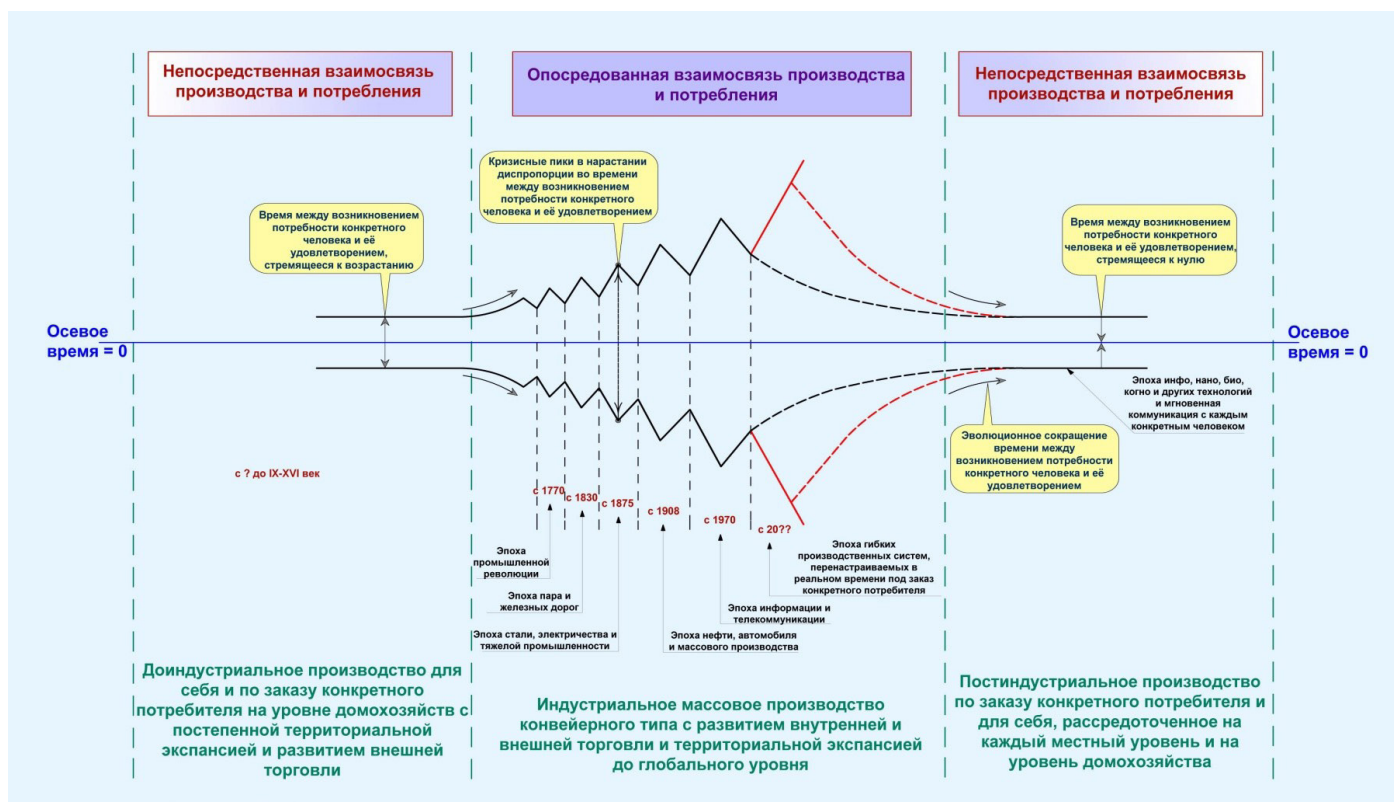 Непосредственная взаимосвязь
производства и потребления
Опосредованная взаимосвязь производства
и потребления
Непосредственная взаимосвязь
производства и потребления
Кризисные пики в нарастании
диспропорции во времени
между возникновением
потребности конкретного
человека и её удовлетворением
Время между возникновением
потребности конкретного
человека и её
удовлетворением,
стремящееся к возрастанию
Время между возникновением
потребности конкретного
человека и её удовлетворением,
стремящееся к нулю
Осевое
время = 0
Осевое
время = 0
Эпоха инфо, нано, био,
когно и других технологий
и мгновенная
коммуникация с каждым
конкретным человеком
Эволюционное сокращение
времени между
возникновением потребности
конкретного человека и её
удовлетворением
с ? до IX-XVI век
с 1770
с 1830
с 1875
с 1908
с 1970
с 20??
Эпоха
промышленной
революции
Эпоха пара и
железных дорог
Эпоха стали, электричества и
тяжелой промышленности
Эпоха нефти, автомобиля
и массового производства
Эпоха информации и
телекоммуникации
Эпоха гибких
производственных систем,
перенастраиваемых в
реальном времени под заказ
конкретного потребителя
Доиндустриальное производство для
себя и по заказу конкретного
потребителя на уровне домохозяйств с
постепенной территориальной
экспансией и развитием внешней
торговли
Индустриальное массовое производство
конвейерного типа с развитием внутренней и
внешней торговли и территориальной экспансией
до глобального уровня
Постиндустриальное производство
по заказу конкретного потребителя и
для себя, рассредоточенное на
каждый местный уровень и на
уровень домохозяйства